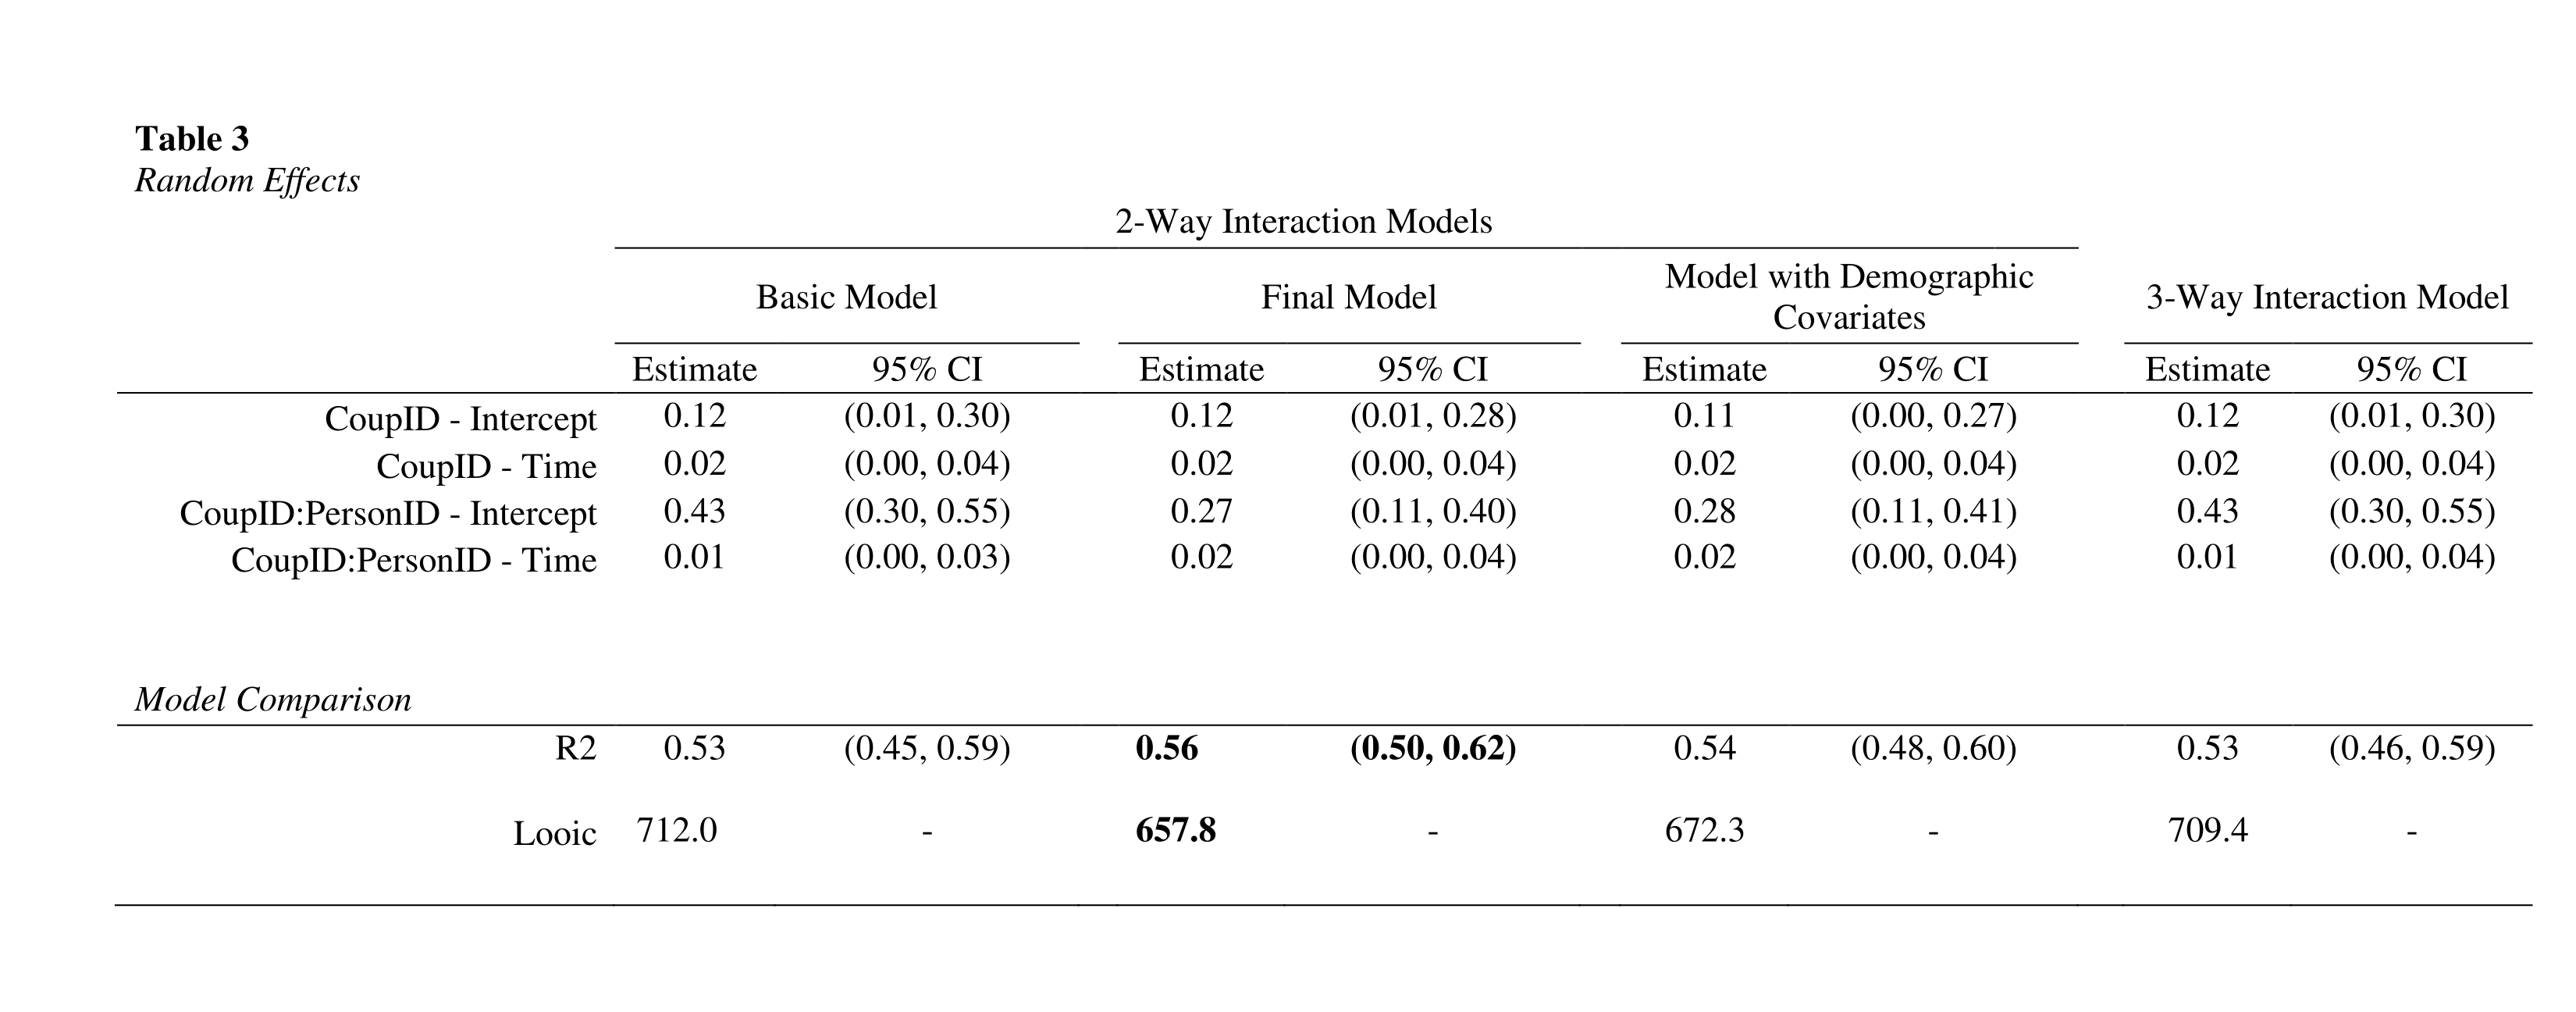 Table 3
Random Effects
2-Way Interaction Models
Basic Model Final Model Model with Demographic Covariates 3-Way Interaction Model
Estimate 95% CI Estimate 95% CI Estimate 95% CI Estimate 95% CI
CoupID - Intercept 0.12 (0.01, 0.30) 0.12 (0.01, 0.28) 0.11 (0.00, 0.27) 0.12 (0.01, 0.30)
CoupID - Time 0.02 (0.00, 0.04) 0.02 (0.00, 0.04) 0.02 (0.00, 0.04) 0.02 (0.00, 0.04)
CoupID:PersonID - Intercept 0.43 (0.30, 0.55) 0.27 (0.11, 0.40) 0.28 (0.11, 0.41) 0.43 (0.30, 0.55)
CoupID:PersonID - Time 0.01 (0.00, 0.03) 0.02 (0.00, 0.04) 0.02 (0.00, 0.04) 0.01 (0.00, 0.04)
Model Comparison
R2 0.53 (0.45, 0.59) 0.56 (0.50, 0.62) 0.54 (0.48, 0.60) 0.53 (0.46, 0.59)
Looic 712.0 - 657.8 - 672.3 - 709.4 -